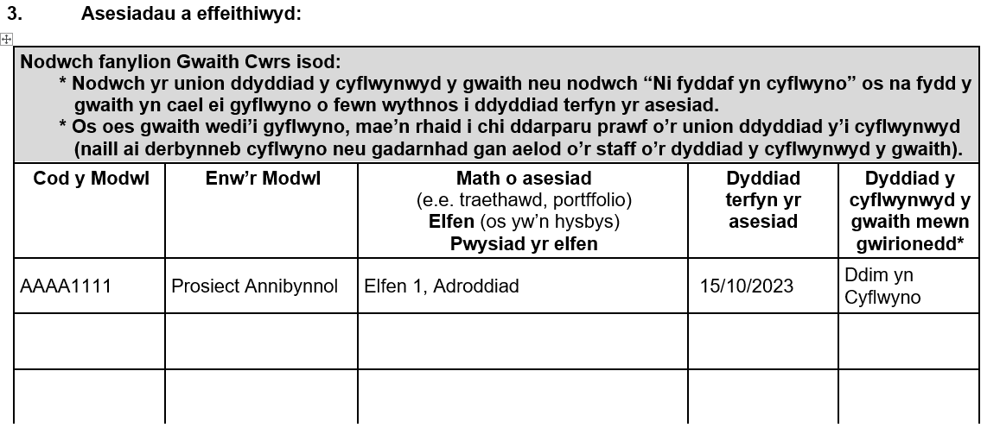 3. Asesiadau a effeithiwyd:
Nodwch fanylion Gwaith Cwrs isod:
* Nodwch yr union ddyddiad y cyflwynwyd y gwaith neu nodwch “Ni fyddaf yn cyflwyno” os na fydd y
gwaith yn cael ei gyflwyno o fewn wythnos i ddyddiad terfyn yr asesiad.
* Os oes gwaith wedi’i gyflwyno, mae’n rhaid i chi ddarparu prawf o’r union ddyddiad y’i cyflwynwyd
(naill ai derbynneb cyflwyno neu gadarnhad gan aelod o’r staff o’r dyddiad y cyflwynwyd y gwaith).
Cod y Modwl
Enw’r Modwl
Math o asesiad
(e.e. traethawd, portffolio)
Elfen (os yw’n hysbys)
Pwysiad yr elfen
Dyddiad
terfyn yr
asesiad
Dyddiad y
cyflwynwyd y
gwaith mewn
gwirionedd*
AAAA1111
Prosiect Annibynnol
Elfen 1, Adroddiad
15/10/2023
Ddim yn
Cyflwyno